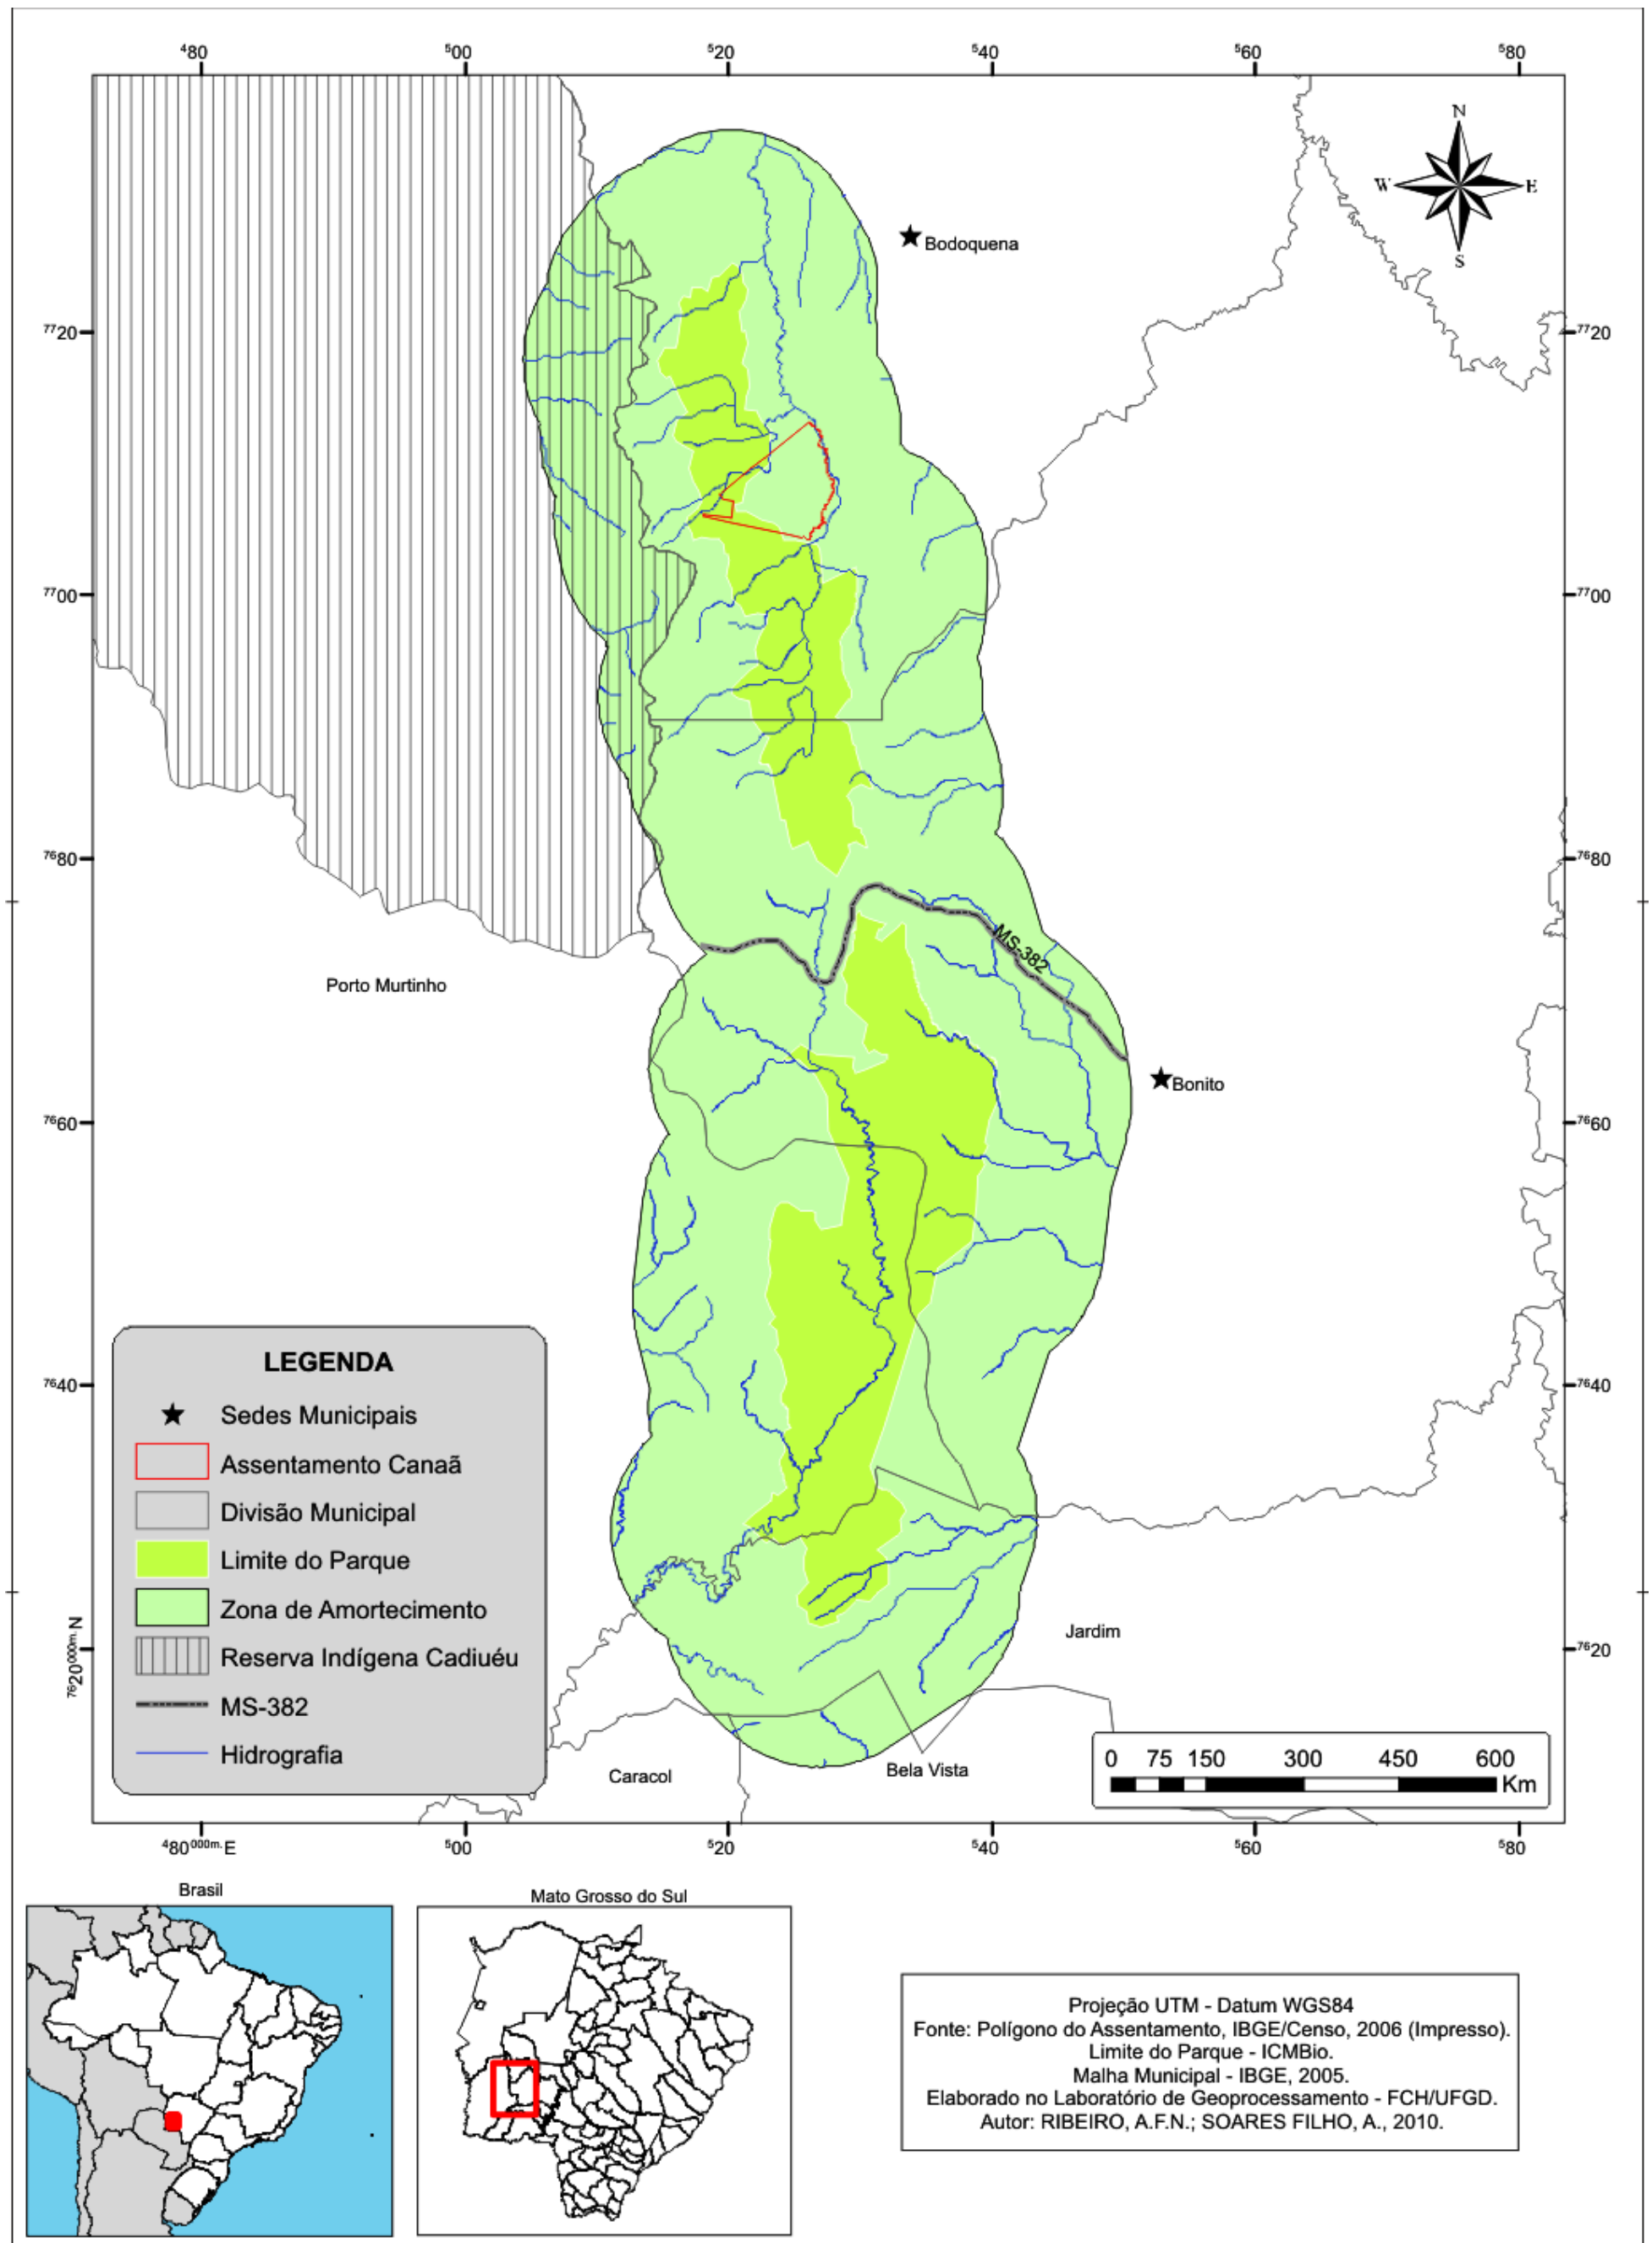 480 500 520 540 560 580
N
W E
S
Bodoquena
7720 7720
7700 7700
7680 7680
MS-382
Porto Murtinho
Bonito
7660 7660
LEGENDA
Sedes Municipais
Assentamento Canaã
Divisão Municipal
Limite do Parque
Zona de Amortecimento
Reserva Indígena Cadiuéu
MS-382
Hidrografia
7640 7640
7620000m. N 7620
Jardim
Caracol
Bela Vista
0 75 150 300 450 600
Km
480000m. E 500 520 540 560 580
Brasil
Mato Grosso do Sul
Projeção UTM - Datum WGS84
Fonte: Polígono do Assentamento, IBGE/Censo, 2006 (Impresso).
Limite do Parque - ICMBio.
Malha Municipal - IBGE, 2005.
Elaborado no Laboratório de Geoprocessamento - FCH/UFGD.
Autor: RIBEIRO, A.F.N.; SOARES FILHO, A., 2010.